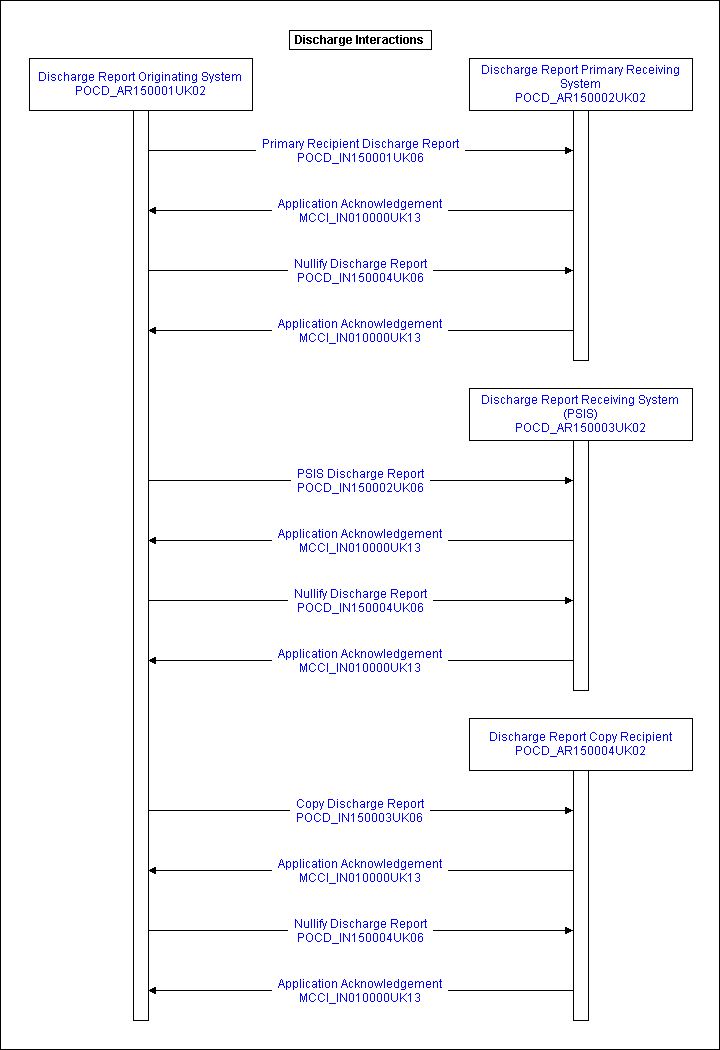 Discharge Interactions
Discharge Report Originating System
POCD_AR150001UK02
Discharge Report Primary Receiving
System
POCD_AR150002UK02
Primary Recipient Discharge Report
POCD_IN150001UK06
Application Acknowledgement
MCCI_IN010000UK13
Nullify Discharge Report
POCD_IN150004UK06
Application Acknowledgement
MCCI_IN010000UK13
Discharge Report Receiving System
(PSIS)
POCD_AR150003UK02
PSIS Discharge Report
POCD_IN150002UK06
Application Acknowledgement
MCCI_IN010000UK13
Nullify Discharge Report
POCD_IN150004UK06
Application Acknowledgement
MCCI_IN010000UK13
Discharge Report Copy Recipient
POCD_AR150004UK02
Copy Discharge Report
POCD_IN150003UK06
Application Acknowledgement
MCCI_IN010000UK13
Nullify Discharge Report
POCD_IN150004UK06
Application Acknowledgement
MCCI_IN010000UK13